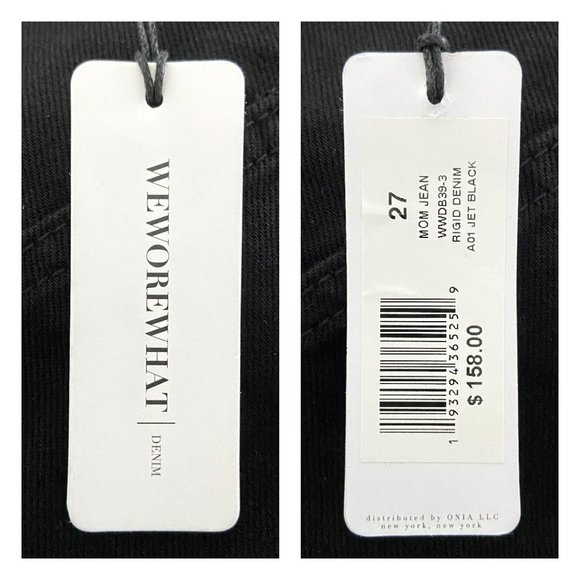 WEWOREWHAT | DENIM
27
MOM JEAN
WWDB39-3
RIGID DENIM
A01 JET BLACK
1 93294 36525 9
$ 158.00
distributed by ONIA LLC
new york, new york